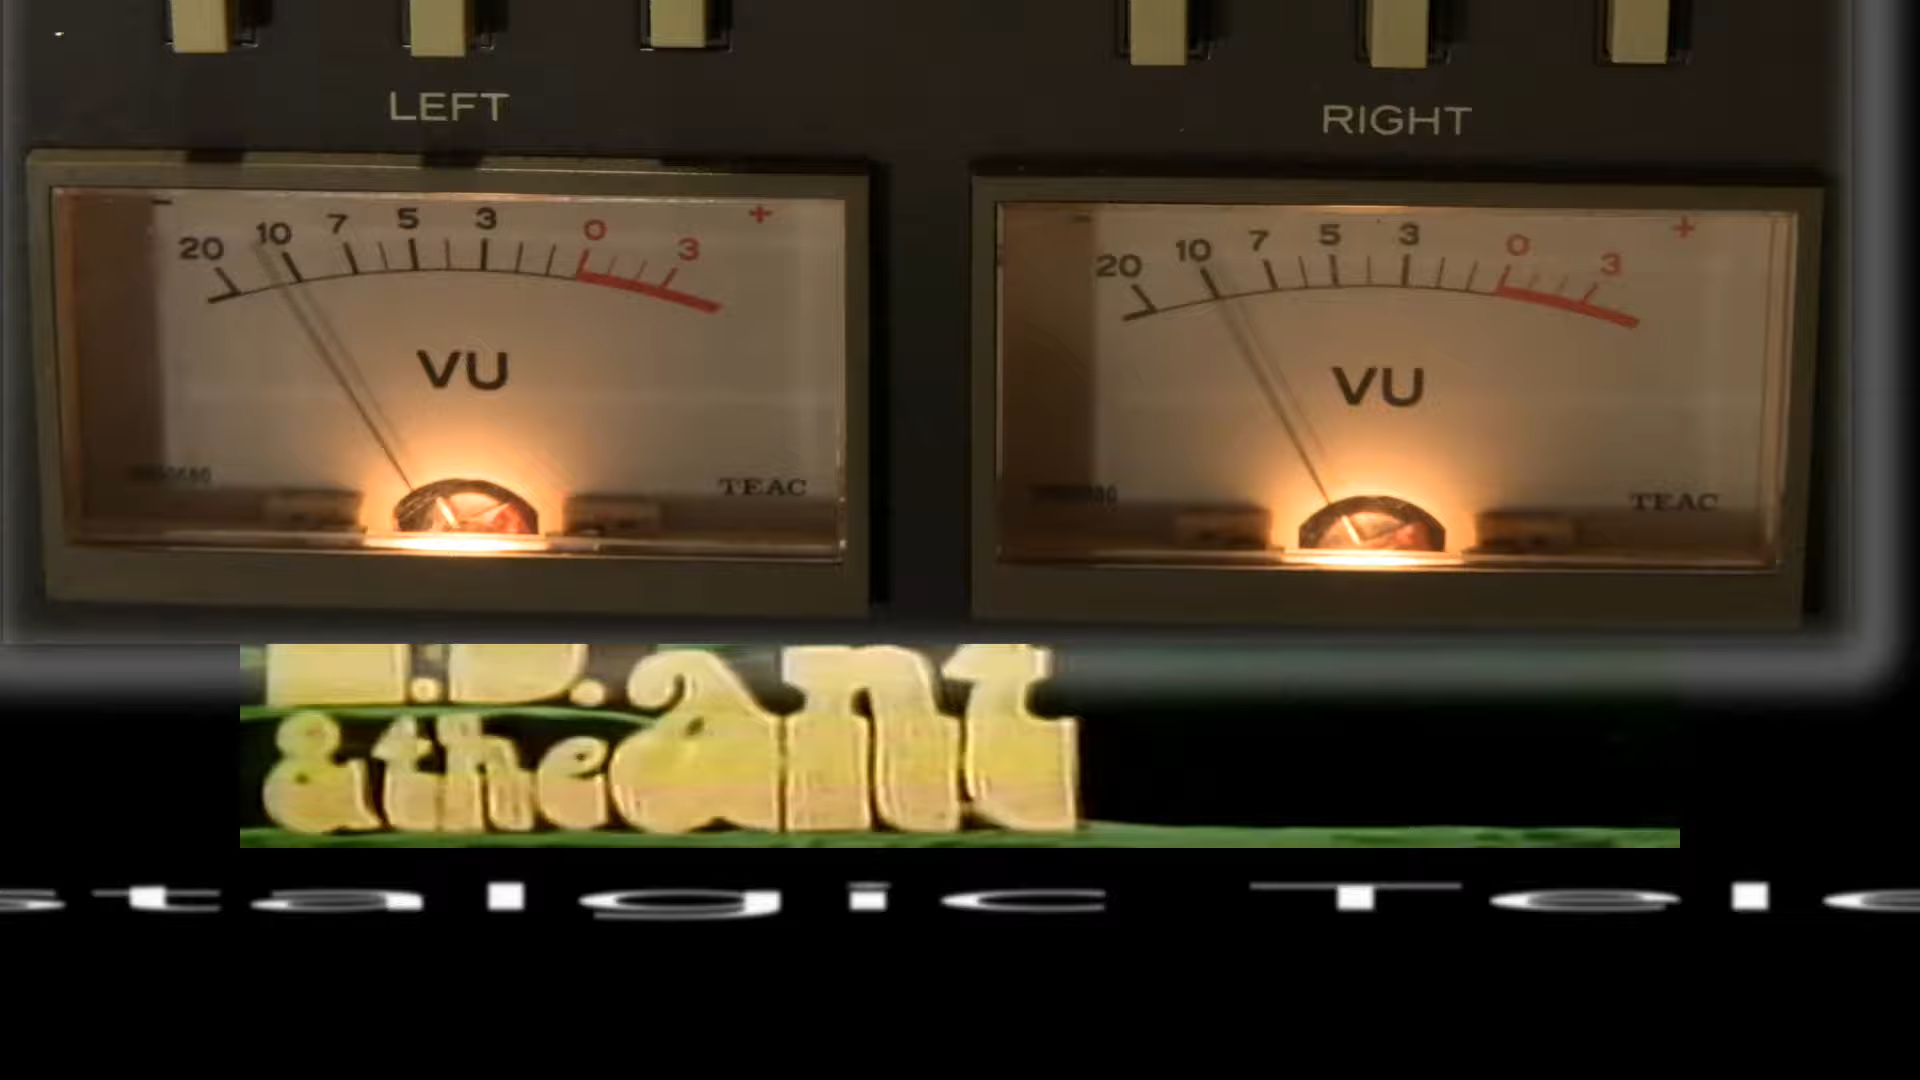 LEFT RIGHT
- 20 10 7 5 3 0 3 +
- 20 10 7 5 3 0 3 +
VU VU
TEAC TEAC
ant
& the ant
stalgic Tele